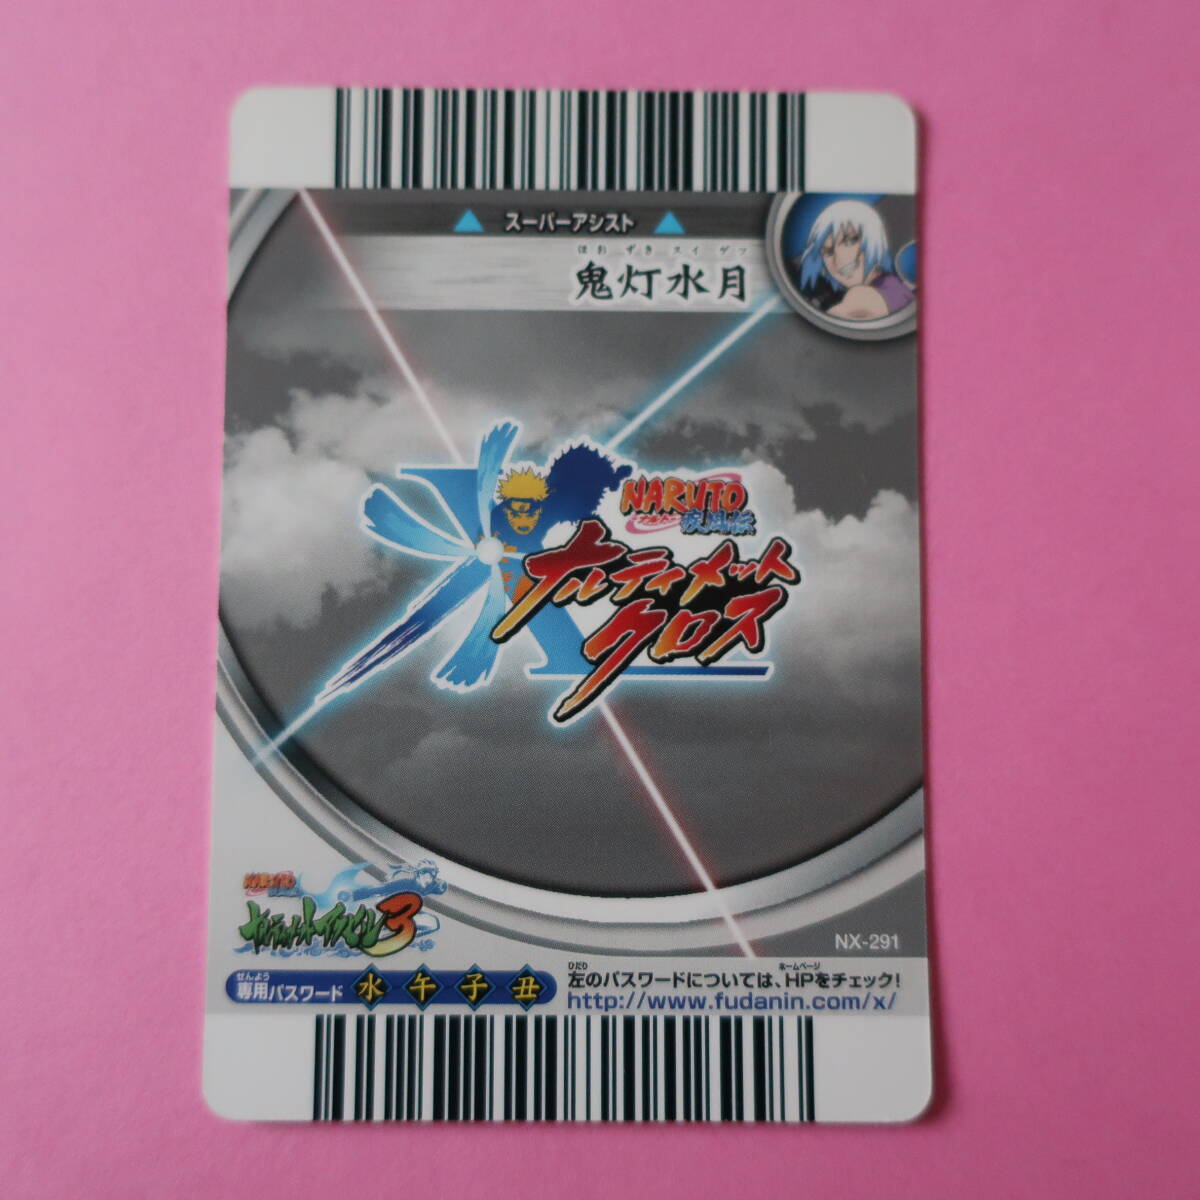 スーパーアシスト
ほおずきスイゲツ
鬼灯水月
NARUTO
ナルト
疾風伝
ナルティメット
クロス
NARUTO
ナルティメットアクセル3
NX-291
せんよう
専用パスワード 水 午 子 丑
ひだり ホームページ
左のパスワードについては、HPをチェック!
http://www.fudanin.com/x/